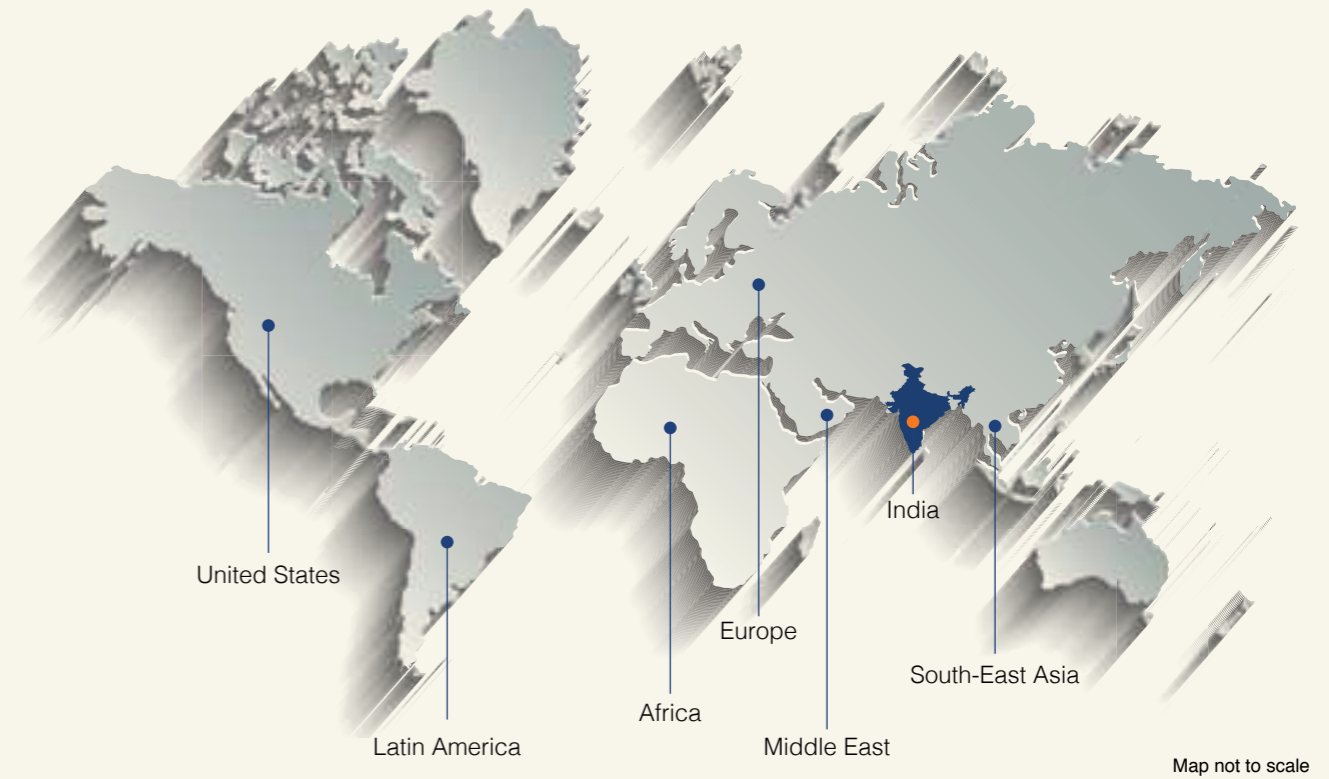 India
United States
Europe
South-East Asia
Africa
Latin America
Middle East
Map not to scale